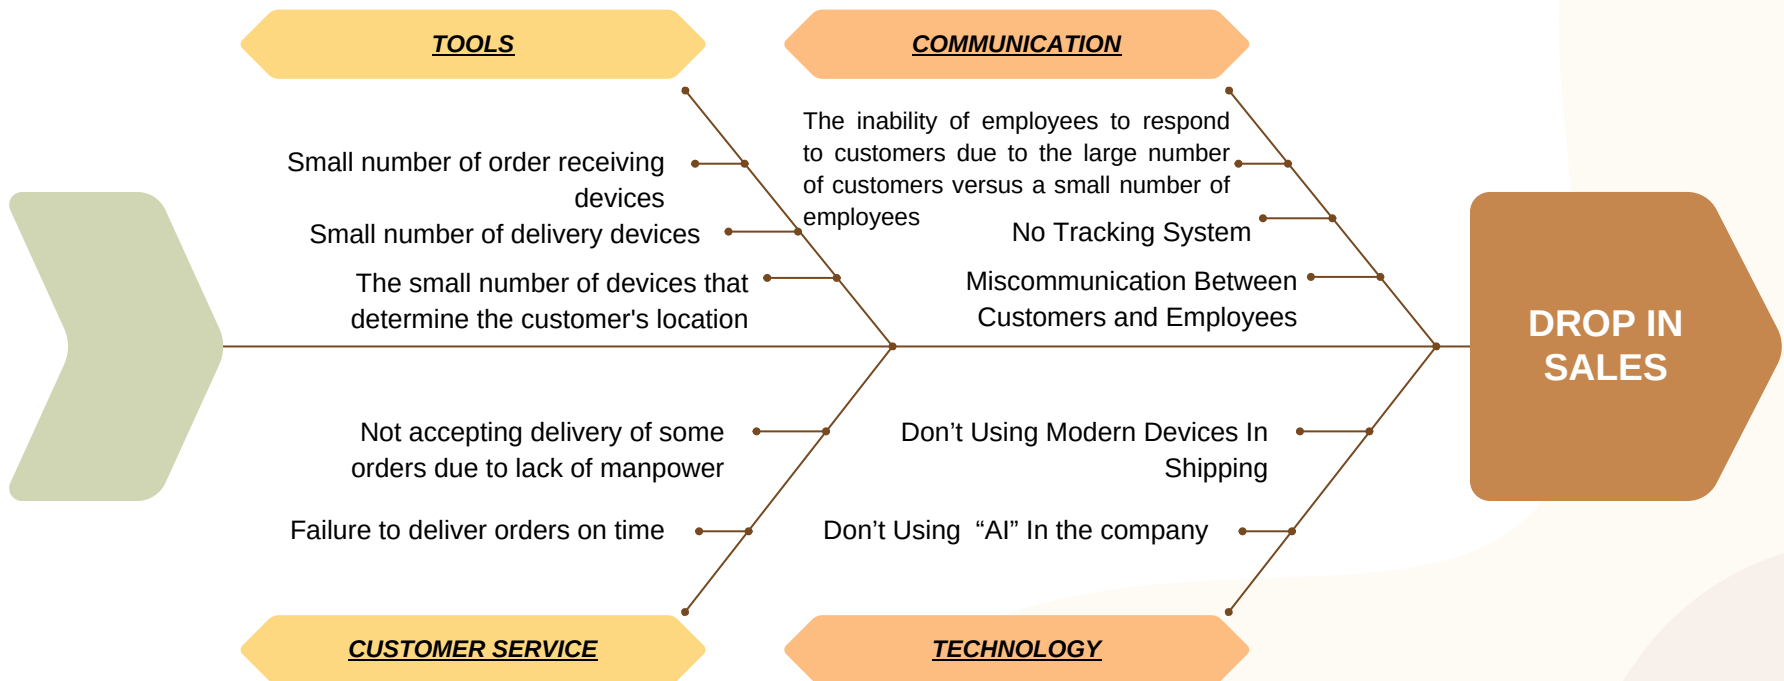 TOOLS
COMMUNICATION
Small number of order receiving
devices
Small number of delivery devices
The small number of devices that
determine the customer's location
The inability of employees to respond
to customers due to the large number
of customers versus a small number of
employees
No Tracking System
Miscommunication Between
Customers and Employees
DROP IN
SALES
Not accepting delivery of some
orders due to lack of manpower
Failure to deliver orders on time
Don’t Using Modern Devices In
Shipping
Don’t Using  “AI” In the company
CUSTOMER SERVICE
TECHNOLOGY